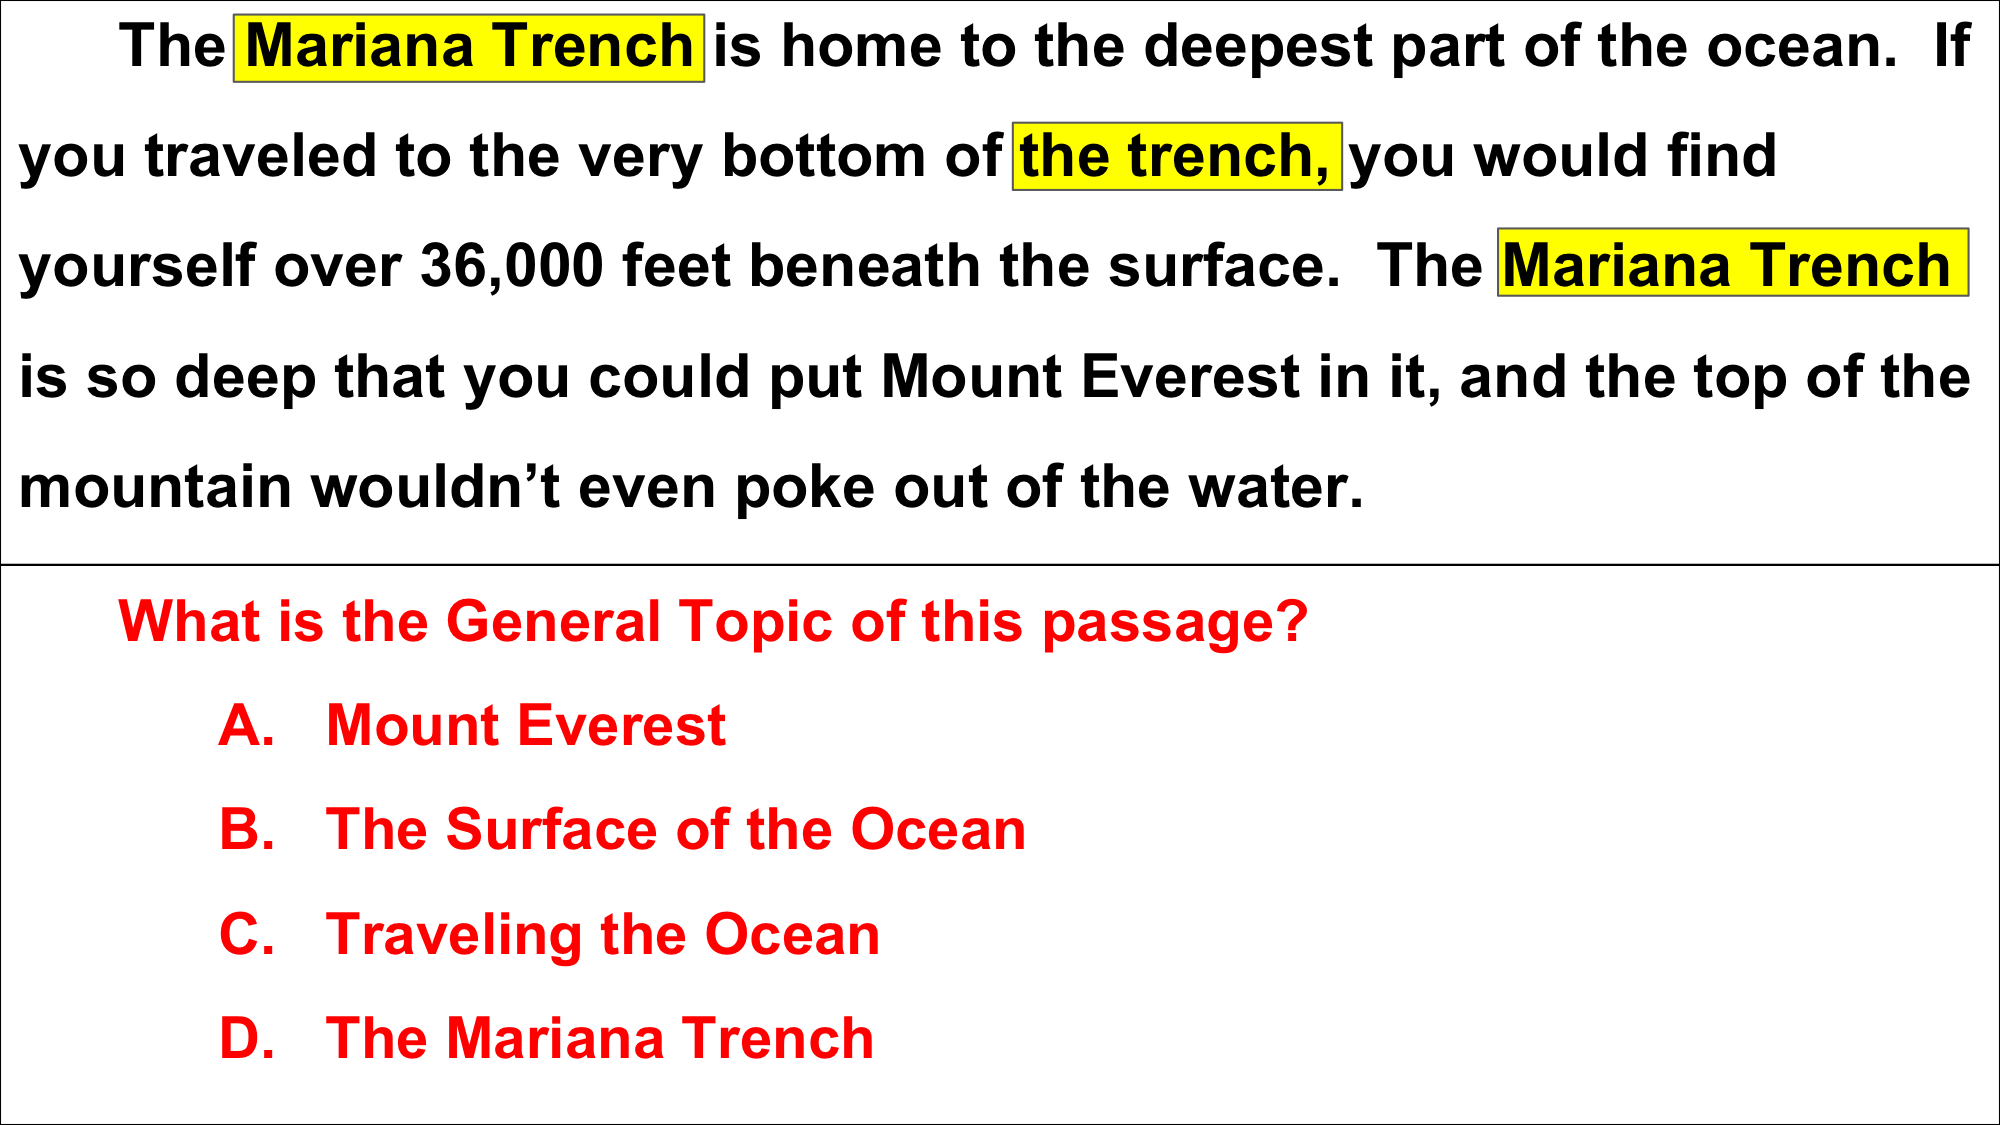 The Mariana Trench is home to the deepest part of the ocean.  If
you traveled to the very bottom of the trench, you would find
yourself over 36,000 feet beneath the surface.  The Mariana Trench
is so deep that you could put Mount Everest in it, and the top of the
mountain wouldn’t even poke out of the water.
What is the General Topic of this passage?
A. Mount Everest
B. The Surface of the Ocean
C. Traveling the Ocean
D. The Mariana Trench